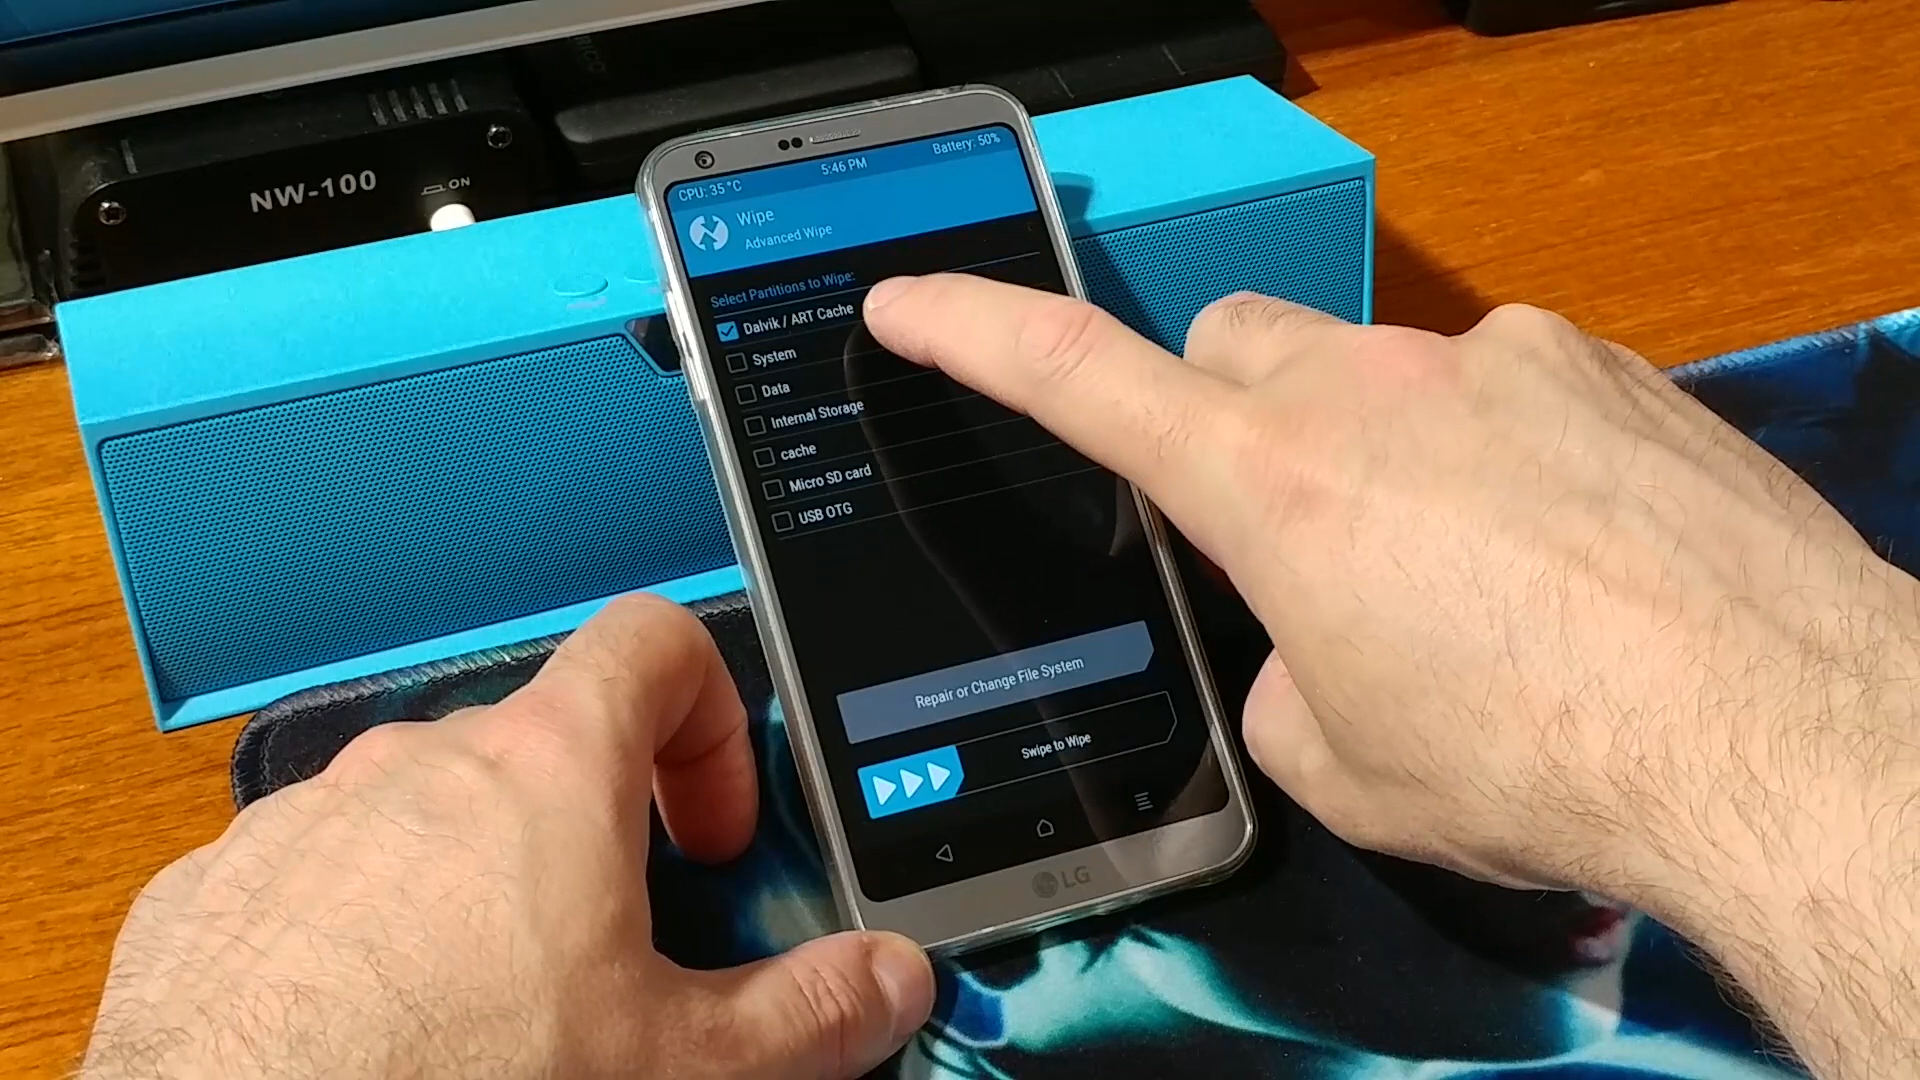 NW-100
ON
CPU: 35°C
5:46 PM
Battery: 50%
Wipe
Advanced Wipe
Select Partitions to Wipe:
Dalvik / ART Cache
System
Data
Internal Storage
cache
Micro SD card
USB OTG
Repair or Change File System
Swipe to Wipe
LG